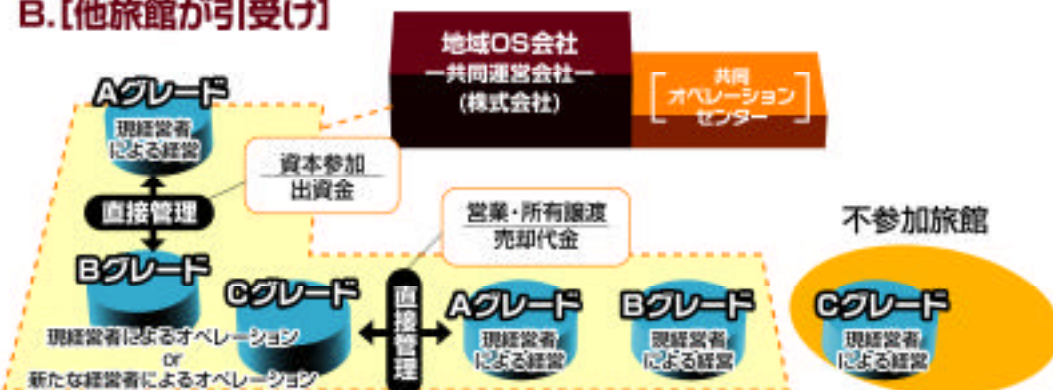 B.[他旅館が引受け]
地域OS会社
ー共同運営会社ー
(株式会社)
共同
オペレーション
センター
Aグレード
現経営者
による経営
資本参加
出資金
直接管理
営業・所有譲渡
売却代金
不参加旅館
Bグレード
現経営者によるオペレーション
or
新たな経営者によるオペレーション
Cグレード
直接管理
Aグレード
現経営者
による経営
Bグレード
現経営者
による経営
Cグレード
現経営者
による経営